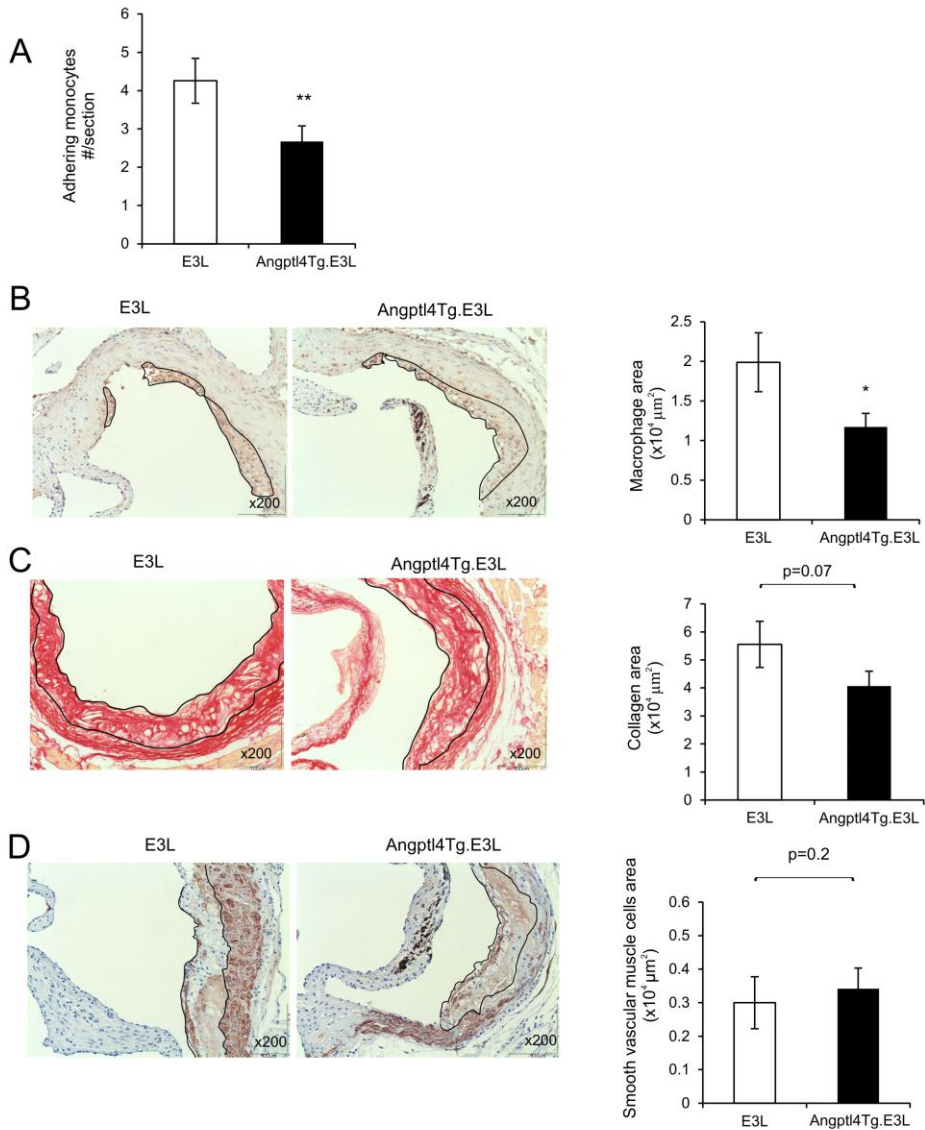 A
Adhering monocytes
#/section
6
5
4
3
2
1
0
**
E3L
Angptl4Tg.E3L
B
E3L
Angptl4Tg.E3L
x200
x200
Macrophage area
(x10⁴ µm²)
2.5
2
1.5
1
0.5
0
*
E3L
Angptl4Tg.E3L
C
E3L
Angptl4Tg.E3L
x200
x200
p=0.07
Collagen area
(x10⁴ µm²)
7
6
5
4
3
2
1
0
E3L
Angptl4Tg.E3L
D
E3L
Angptl4Tg.E3L
x200
x200
p=0.2
Smooth vascular muscle cells area
(x10⁴ µm²)
0.6
0.5
0.4
0.3
0.2
0.1
0
E3L
Angptl4Tg.E3L